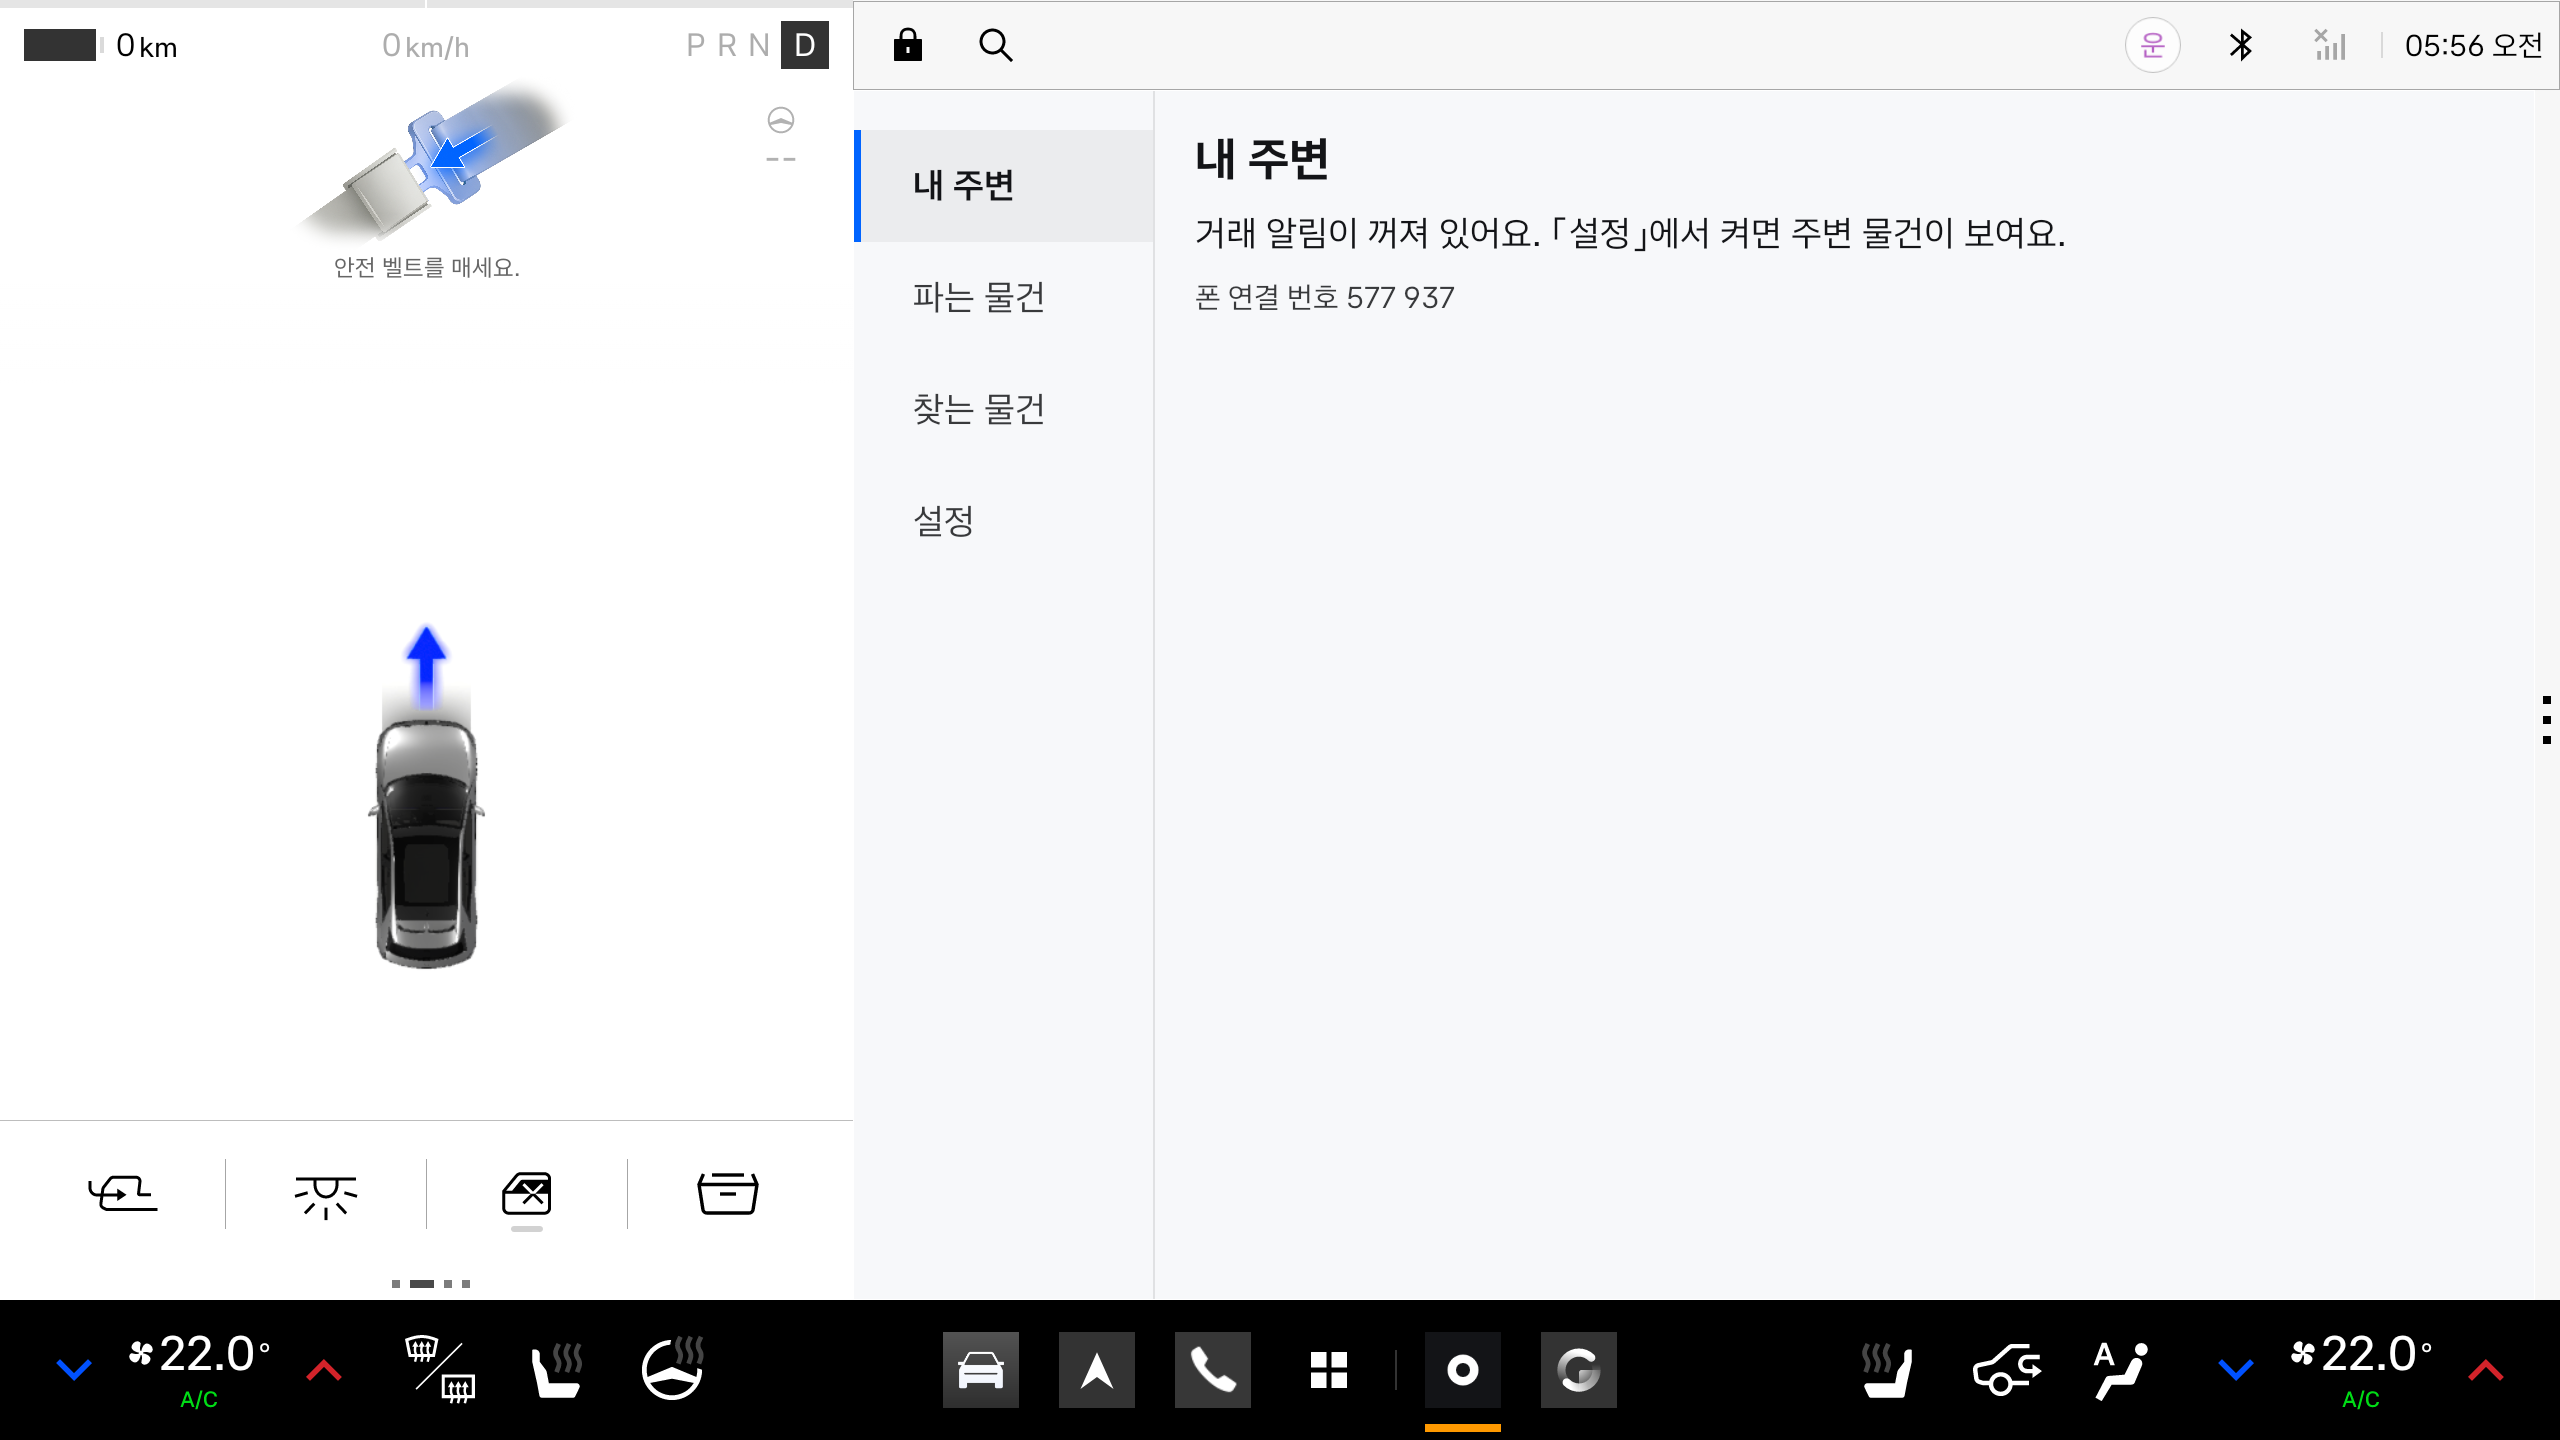 0 km
0 km/h
P R N D
안전 벨트를 매세요.
--
운
05:56 오전
내 주변
파는 물건
찾는 물건
설정
내 주변
거래 알림이 꺼져 있어요. 「설정」에서 켜면 주변 물건이 보여요.
폰 연결 번호 577 937
22.0°
A/C
A
22.0°
A/C